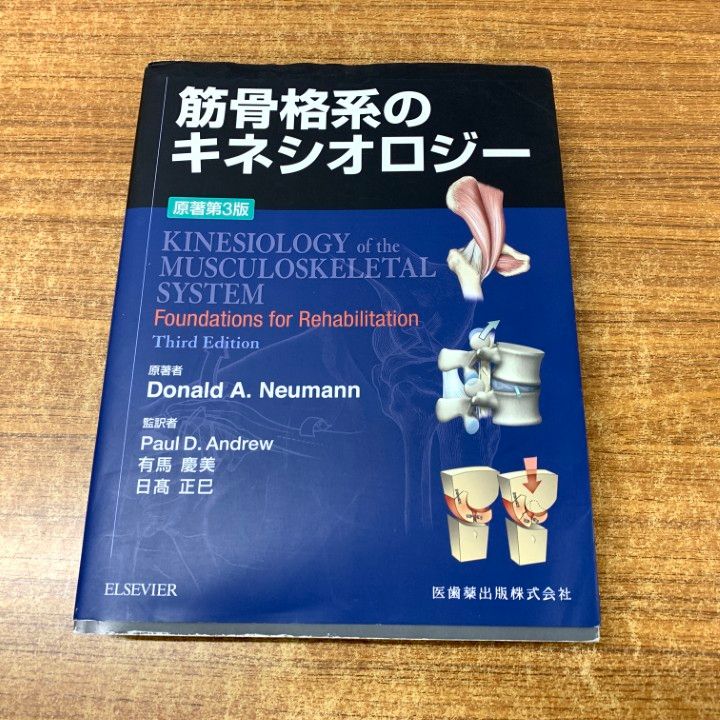 筋骨格系の
キネシオロジー
原著第3版
KINESIOLOGY of the
MUSCULOSKELETAL
SYSTEM
Foundations for Rehabilitation
Third Edition
原著者
Donald A. Neumann
監訳者
Paul D. Andrew
有馬 慶美
日髙 正巳
ELSEVIER
医歯薬出版株式会社